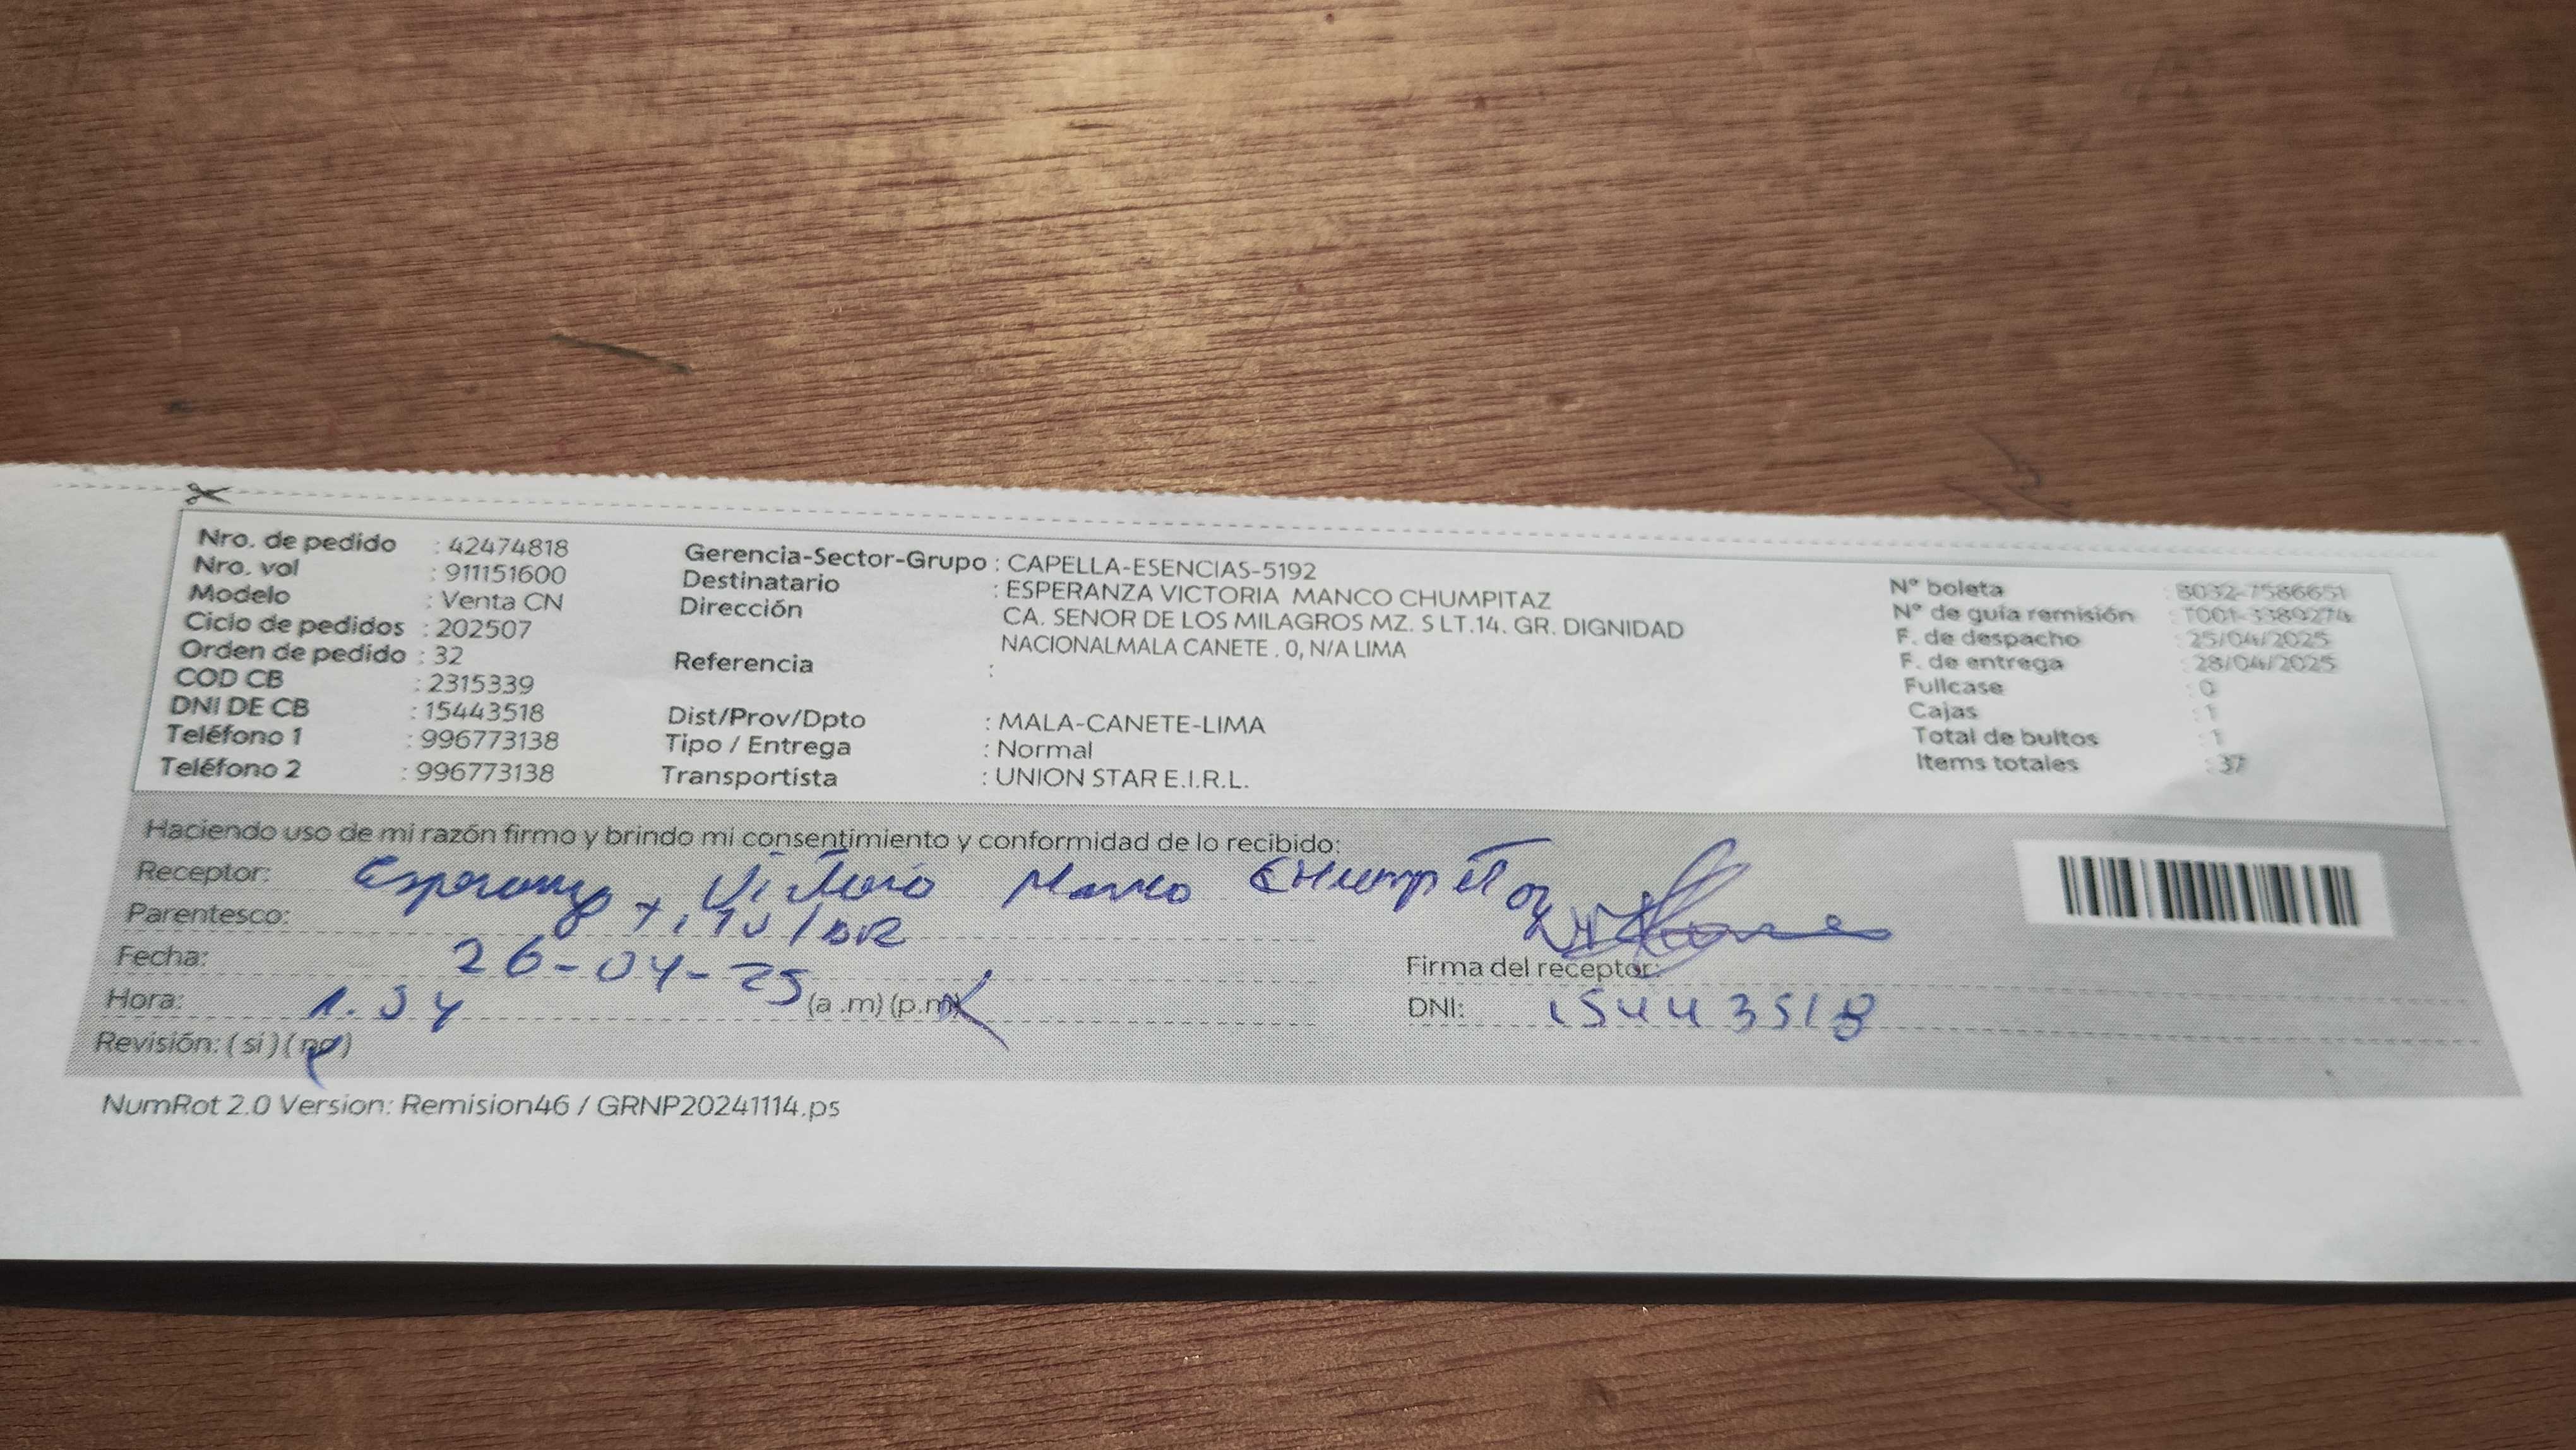 Nro. de pedido : 42474818
Nro. vol : 911151600
Modelo : Venta CN
Ciclo de pedidos : 202507
Orden de pedido : 32
COD CB : 2315339
DNI DE CB : 15443518
Teléfono 1 : 996773138
Teléfono 2 : 996773138
Gerencia-Sector-Grupo : CAPELLA-ESENCIAS-5192
Destinatario : ESPERANZA VICTORIA MANCO CHUMPITAZ
Dirección CA. SENOR DE LOS MILAGROS MZ. S LT.14. GR. DIGNIDAD
NACIONALMALA CANETE . 0, N/A LIMA
Referencia :
Dist/Prov/Dpto : MALA-CANETE-LIMA
Tipo / Entrega : Normal
Transportista : UNION STAR E.I.R.L.
N° boleta : B032-7586651
N° de guía remisión : T001-3389274
F. de despacho : 25/04/2025
F. de entrega : 28/04/2025
Fullcase : 0
Cajas : 1
Total de bultos : 1
Items totales : 37
Haciendo uso de mi razón firmo y brindo mi consentimiento y conformidad de lo recibido:
Receptor: Esperanza Victoria Manco CHumpitaz
Parentesco: titular
Fecha: 26-04-25
Hora: 1.34 (a .m) (p.m)
Revisión: ( si ) ( no )
Firma del receptor:
DNI: 15443518
NumRot 2.0 Version: Remision46 / GRNP20241114.ps